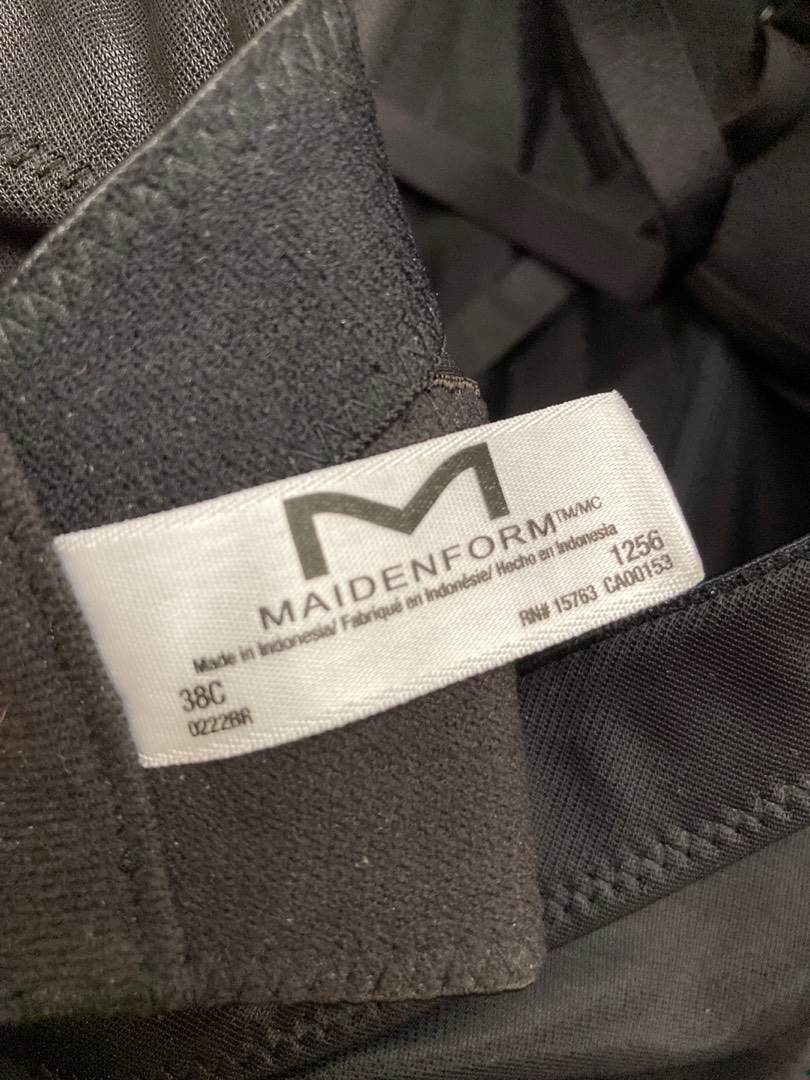 M
MAIDENFORM™/MC
Made in Indonesia/ Fabriqué en Indonésie/ Hecho en Indonesia
1256
RN# 15763 CA00153
38C
0222BR